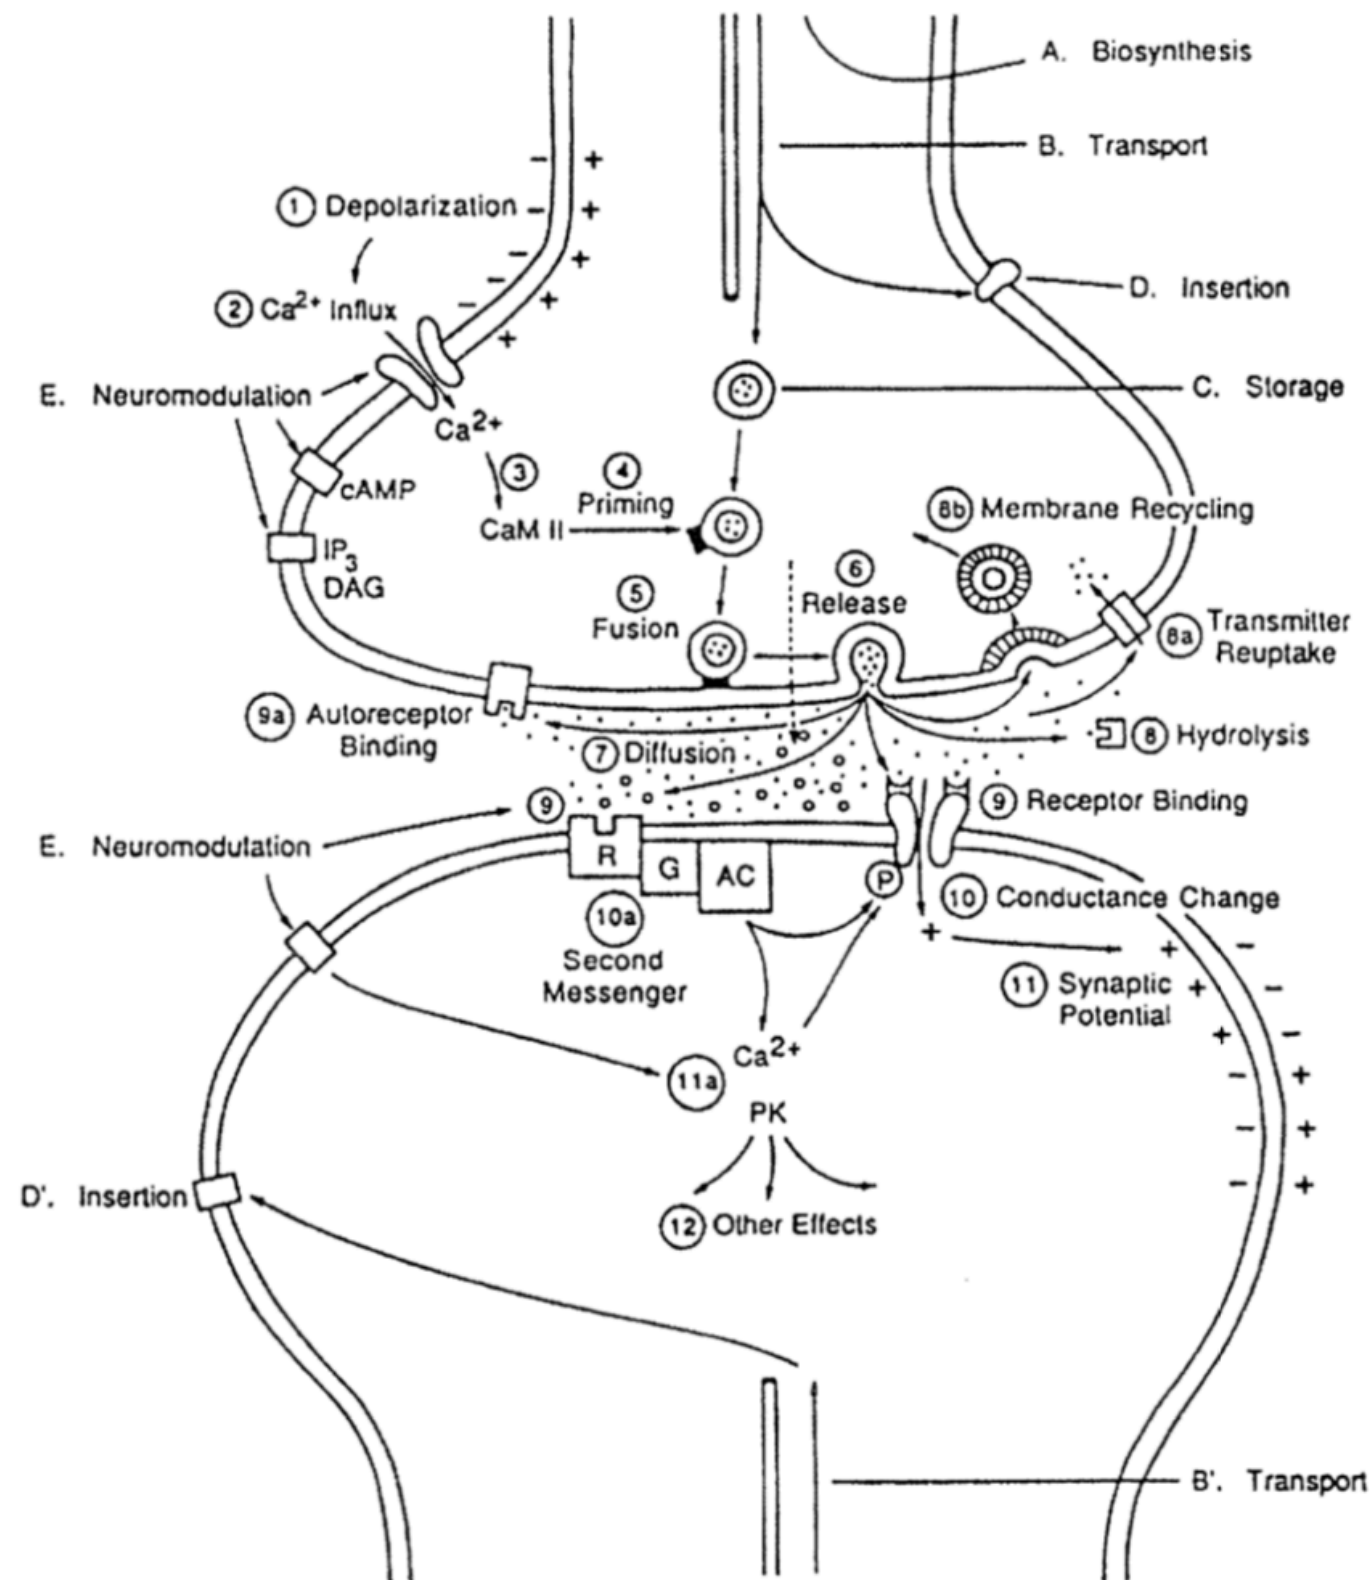 A. Biosynthesis
B. Transport
− +
① Depolarization − +
− +
− +
− +
+
D. Insertion
② Ca²⁺ Influx
E. Neuromodulation
C. Storage
Ca²⁺
③
④
Priming
cAMP
CaM II
⑧b Membrane Recycling
IP₃
DAG
⑤
Fusion
⑥
Release
⑧a Transmitter
Reuptake
⑨a Autoreceptor
Binding
⑦ Diffusion
⑧ Hydrolysis
⑨
⑨ Receptor Binding
E. Neuromodulation
R
G
AC
P
⑩ Conductance Change
⑩a
Second
Messenger
+ + −
⑪ Synaptic + −
Potential + −
Ca²⁺
⑪a
− +
PK
− +
− +
D'. Insertion
⑫ Other Effects
B'. Transport